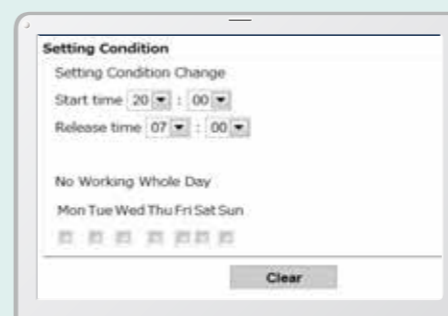 Setting Condition
Setting Condition Change
Start time 20 : 00
Release time 07 : 00
No Working Whole Day
Mon Tue Wed Thu Fri Sat Sun
Clear